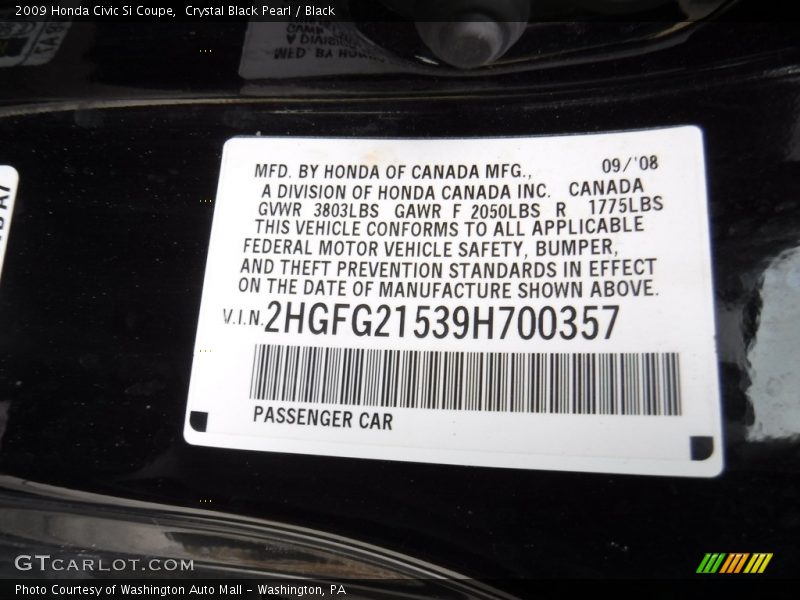 2009 Honda Civic Si Coupe,  Crystal Black Pearl / Black
MFD. BY HONDA OF CANADA MFG., 09/'08
A DIVISION OF HONDA CANADA INC. CANADA
GVWR 3803LBS GAWR F 2050LBS R 1775LBS
THIS VEHICLE CONFORMS TO ALL APPLICABLE
FEDERAL MOTOR VEHICLE SAFETY, BUMPER,
AND THEFT PREVENTION STANDARDS IN EFFECT
ON THE DATE OF MANUFACTURE SHOWN ABOVE.
V.I.N. 2HGFG21539H700357
PASSENGER CAR
GTCARLOT.COM
Photo Courtesy of Washington Auto Mall - Washington, PA